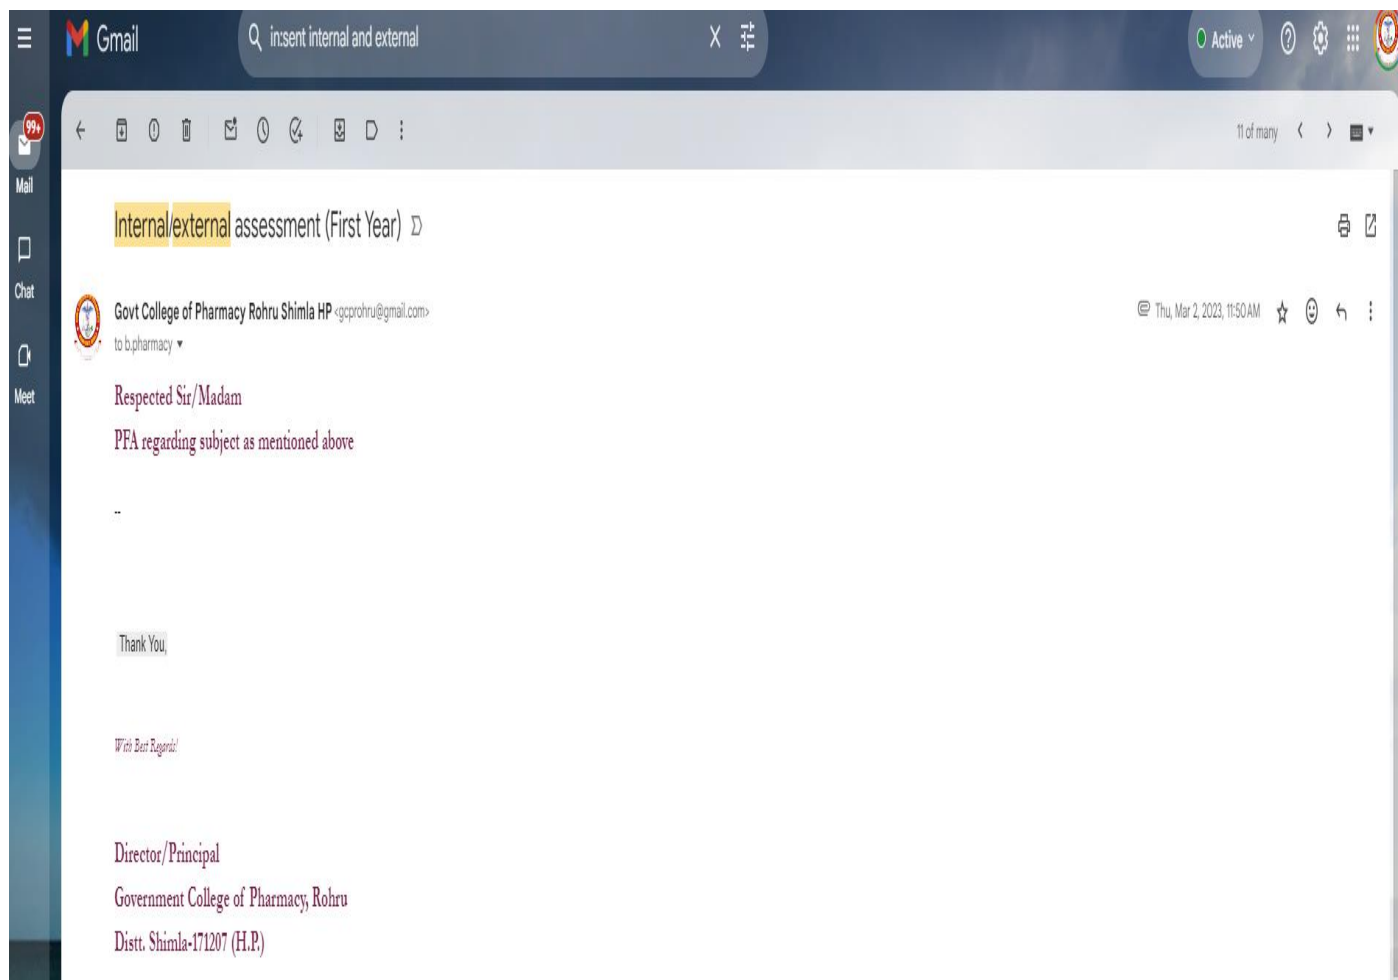 Gmail
in:sent internal and external
Active
99+
Mail
11 of many
Internal/external assessment (First Year)
Chat
Govt College of Pharmacy Rohru Shimla HP <gcprohru@gmail.com>
Thu, Mar 2, 2023, 11:50 AM
to b.pharmacy
Meet
Respected Sir/Madam
PFA regarding subject as mentioned above
--
Thank You,
With Best Regards!
Director/Principal
Government College of Pharmacy, Rohru
Distt. Shimla-171207 (H.P.)